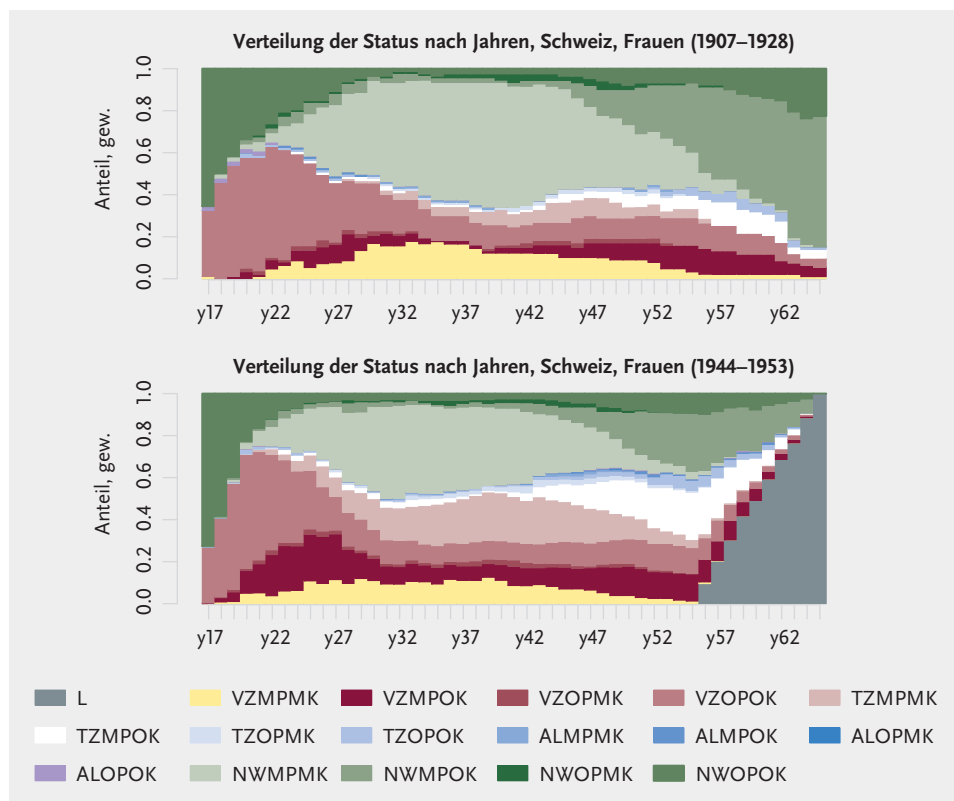 Verteilung der Status nach Jahren, Schweiz, Frauen (1907–1928)
Anteil, gew.
1.0
0.8
0.6
0.4
0.2
0.0
y17 y22 y27 y32 y37 y42 y47 y52 y57 y62
Verteilung der Status nach Jahren, Schweiz, Frauen (1944–1953)
Anteil, gew.
1.0
0.8
0.6
0.4
0.2
0.0
y17 y22 y27 y32 y37 y42 y47 y52 y57 y62
L VZMPMK VZMPOK VZOPMK VZOPOK TZMPMK
TZMPOK TZOPMK TZOPOK ALMPMK ALMPOK ALOPMK
ALOPOK NWMPMK NWMPOK NWOPMK NWOPOK